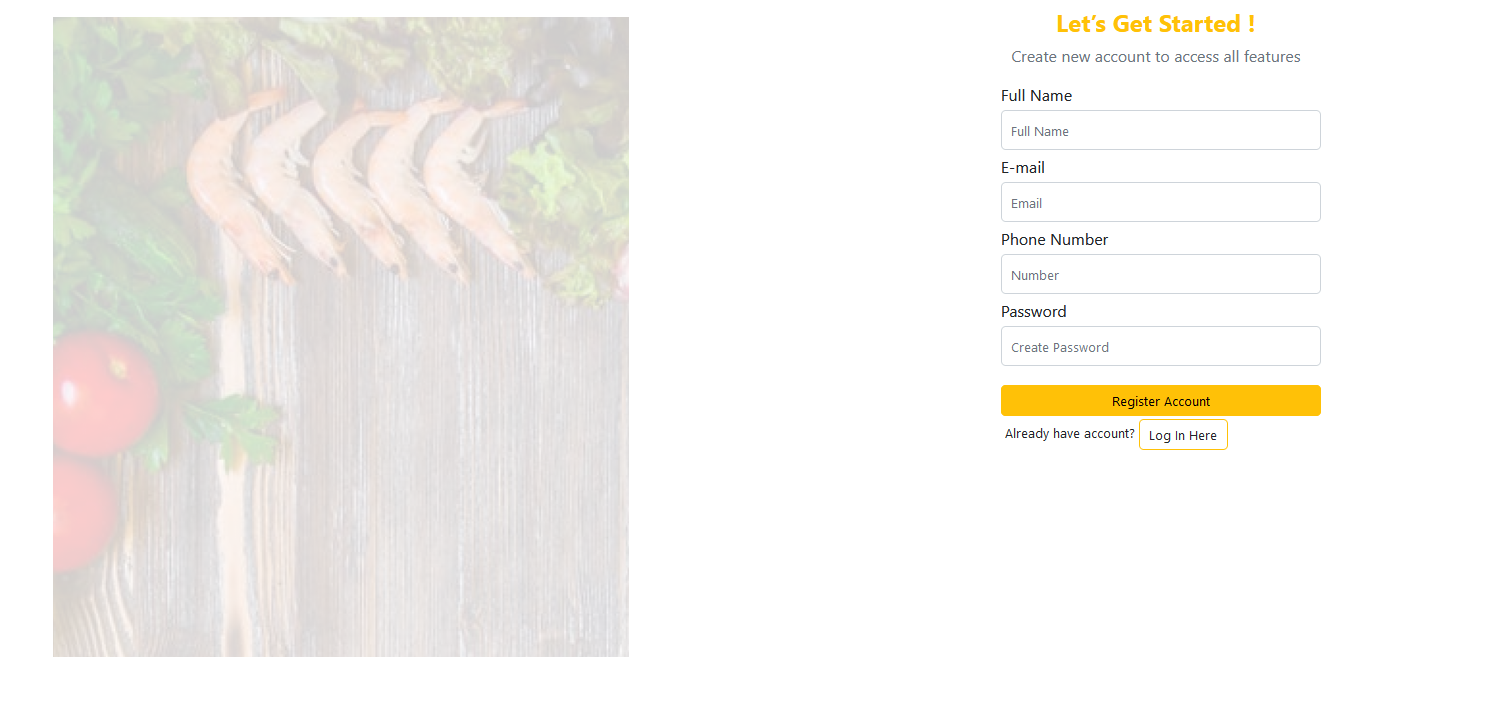 Let's Get Started !
Create new account to access all features
Full Name
Full Name
E-mail
Email
Phone Number
Number
Password
Create Password
Register Account
Already have account? Log In Here